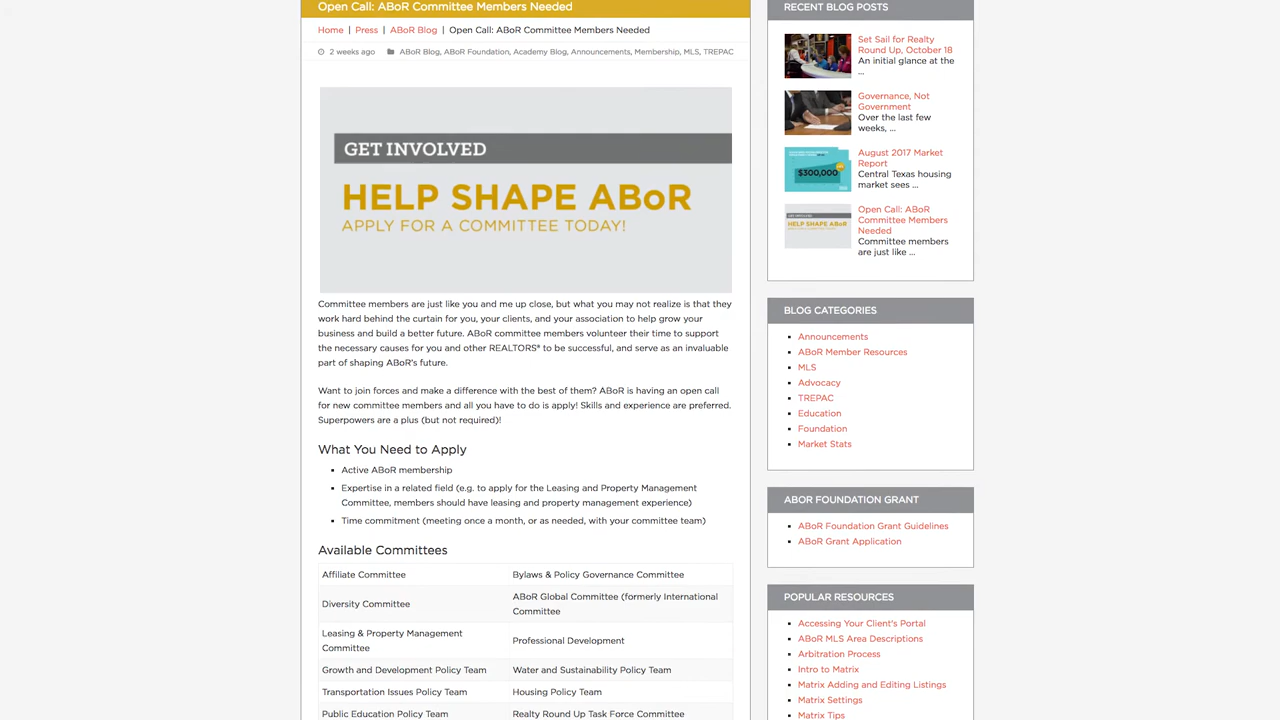 Open Call: ABoR Committee Members Needed
Home | Press | ABoR Blog | Open Call: ABoR Committee Members Needed
2 weeks ago ABoR Blog, ABoR Foundation, Academy Blog, Announcements, Membership, MLS, TREPAC
GET INVOLVED
HELP SHAPE ABoR
APPLY FOR A COMMITTEE TODAY!
Committee members are just like you and me up close, but what you may not realize is that they
work hard behind the curtain for you, your clients, and your association to help grow your
business and build a better future. ABoR committee members volunteer their time to support
the necessary causes for you and other REALTORS® to be successful, and serve as an invaluable
part of shaping ABoR's future.
Want to join forces and make a difference with the best of them? ABoR is having an open call
for new committee members and all you have to do is apply! Skills and experience are preferred.
Superpowers are a plus (but not required)!
What You Need to Apply
Active ABoR membership
Expertise in a related field (e.g. to apply for the Leasing and Property Management
Committee, members should have leasing and property management experience)
Time commitment (meeting once a month, or as needed, with your committee team)
Available Committees
Affiliate Committee
Bylaws & Policy Governance Committee
Diversity Committee
ABoR Global Committee (formerly International
Committee
Leasing & Property Management
Committee
Professional Development
Growth and Development Policy Team
Water and Sustainability Policy Team
Transportation Issues Policy Team
Housing Policy Team
Public Education Policy Team
Realty Round Up Task Force Committee
RECENT BLOG POSTS
Set Sail for Realty
Round Up, October 18
An initial glance at the
...
Governance, Not
Government
Over the last few
weeks, ...
$300,000
August 2017 Market
Report
Central Texas housing
market sees ...
GET INVOLVED
HELP SHAPE ABoR
Open Call: ABoR
Committee Members
Needed
Committee members
are just like ...
BLOG CATEGORIES
Announcements
ABoR Member Resources
MLS
Advocacy
TREPAC
Education
Foundation
Market Stats
ABOR FOUNDATION GRANT
ABoR Foundation Grant Guidelines
ABoR Grant Application
POPULAR RESOURCES
Accessing Your Client's Portal
ABoR MLS Area Descriptions
Arbitration Process
Intro to Matrix
Matrix Adding and Editing Listings
Matrix Settings
Matrix Tips